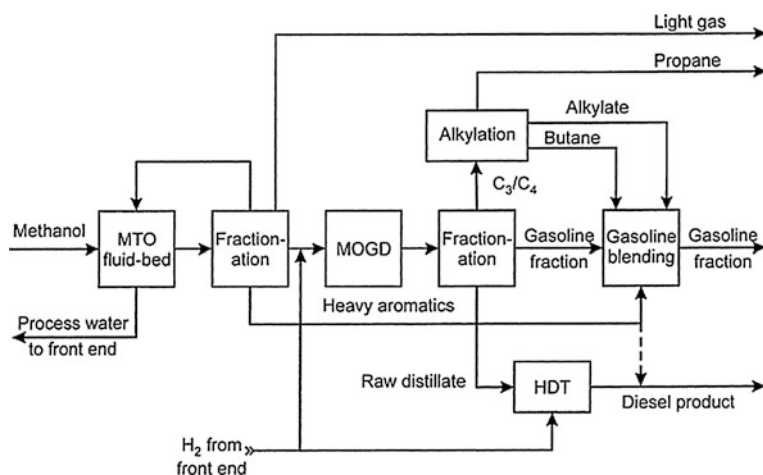 Light gas
Propane
Alkylate
Alkylation
Butane
C₃/C₄
Methanol
MTO
fluid-bed
Fraction-
ation
MOGD
Fraction-
ation
Gasoline
fraction
Gasoline
blending
Gasoline
fraction
Heavy aromatics
Process water
to front end
Raw distillate
HDT
Diesel product
H₂ from
front end